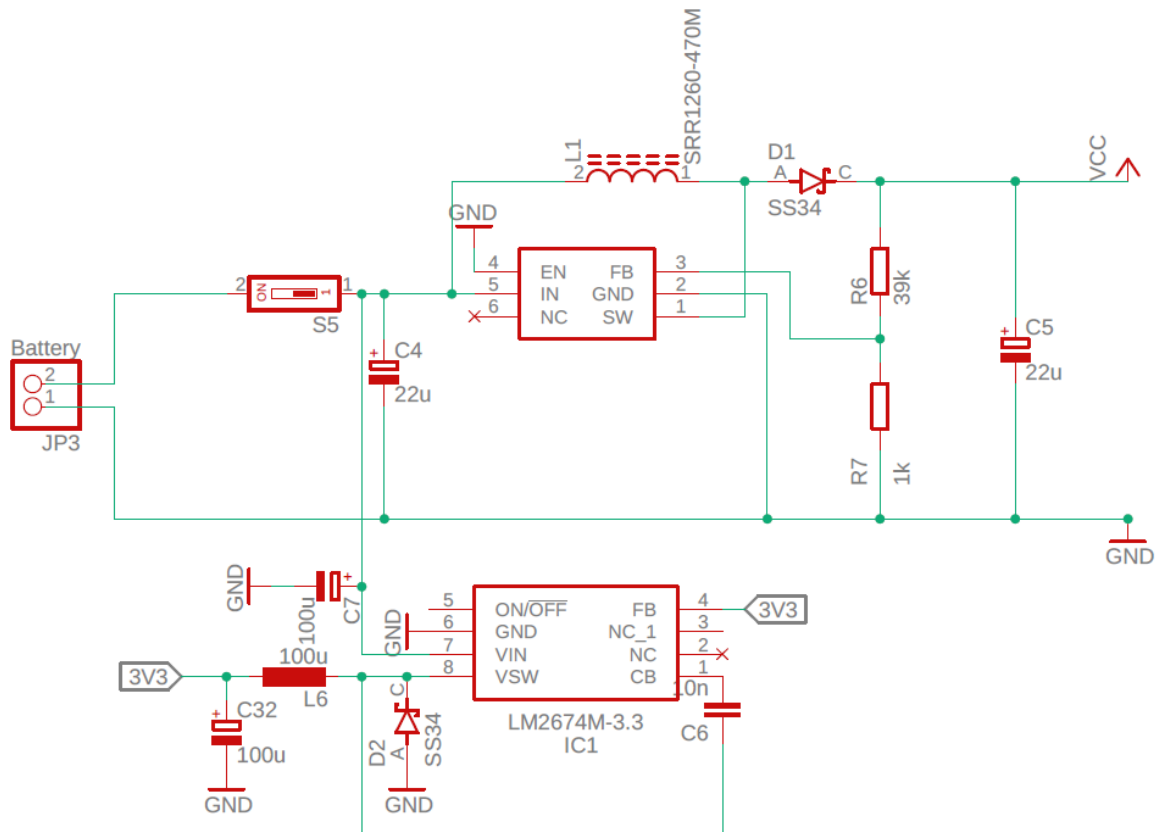 SRR1260-470M
L1
2
1
D1
A
C
SS34
VCC
GND
4
EN
FB
3
5
IN
GND
2
6
NC
SW
1
R6
39k
2
ON
1
1
S5
C4
22u
C5
22u
Battery
2
1
JP3
R7
1k
GND
GND
100u
C7
GND
5
ON/OFF
FB
4
3V3
6
GND
NC_1
3
7
VIN
NC
2
8
VSW
CB
1
3V3
100u
L6
10n
C32
100u
D2
A
C
SS34
LM2674M-3.3
IC1
C6
GND
GND